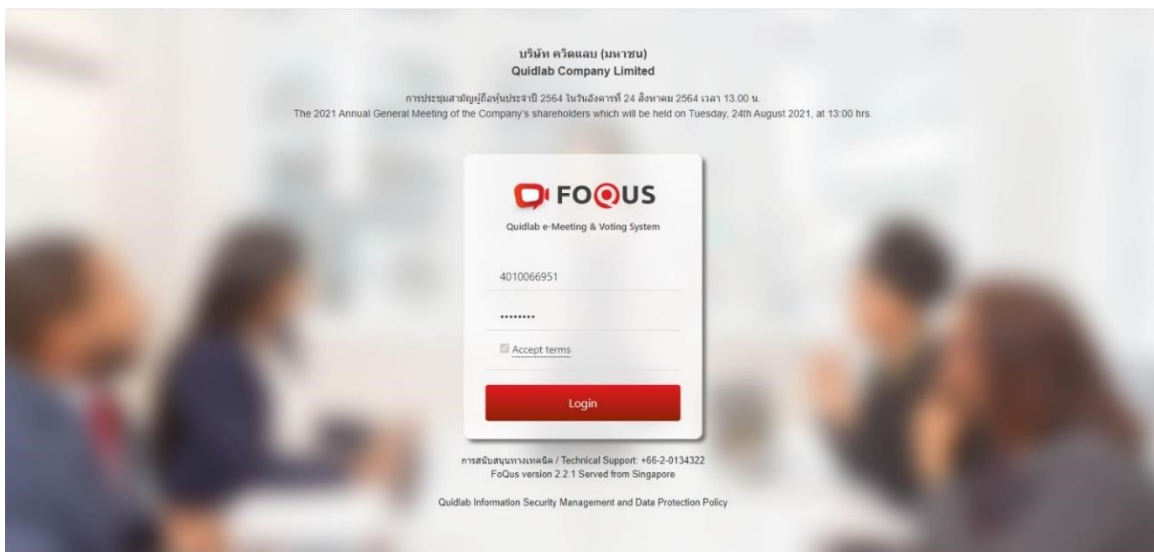 บริษัท ควิดแลบ (มหาชน)
Quidlab Company Limited
การประชุมสามัญผู้ถือหุ้นประจำปี 2564 ในวันอังคารที่ 24 สิงหาคม 2564 เวลา 13.00 น.
The 2021 Annual General Meeting of the Company's shareholders which will be held on Tuesday, 24th August 2021, at 13:00 hrs.
FOQUS
Quidlab e-Meeting & Voting System
4010066951
••••••••
Accept terms
Login
การสนับสนุนทางเทคนิค / Technical Support: +66-2-0134322
FoQus version 2.2.1 Served from Singapore
Quidlab Information Security Management and Data Protection Policy